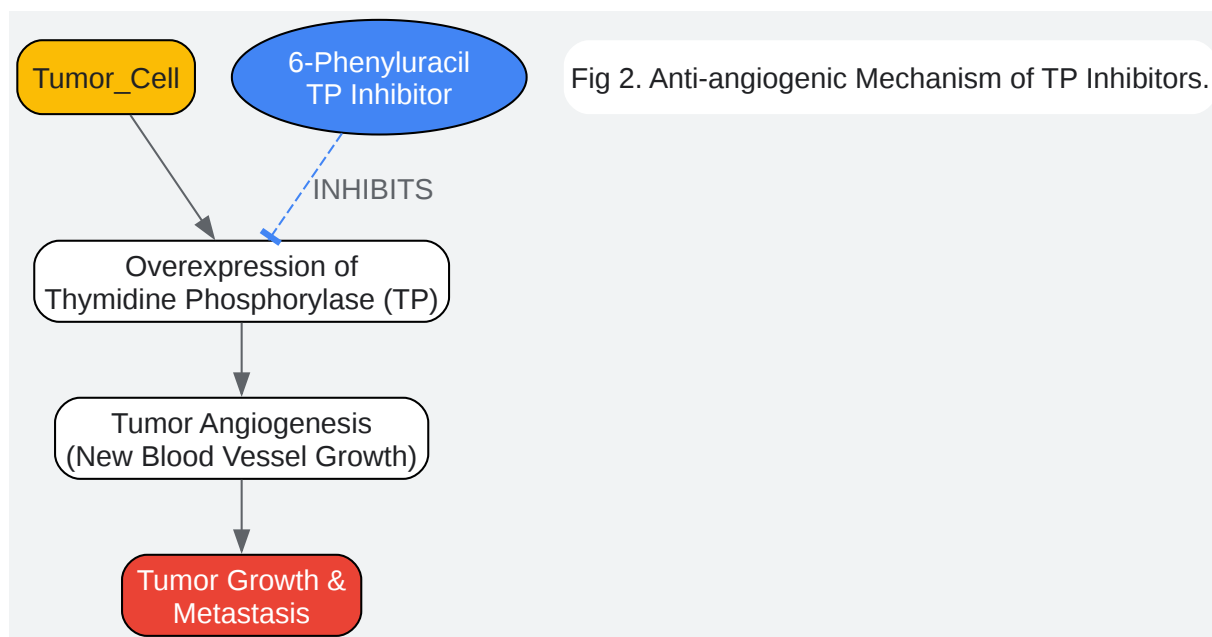 Tumor_Cell
6-Phenyluracil
TP Inhibitor
Fig 2. Anti-angiogenic Mechanism of TP Inhibitors.
INHIBITS
Overexpression of
Thymidine Phosphorylase (TP)
Tumor Angiogenesis
(New Blood Vessel Growth)
Tumor Growth &
Metastasis